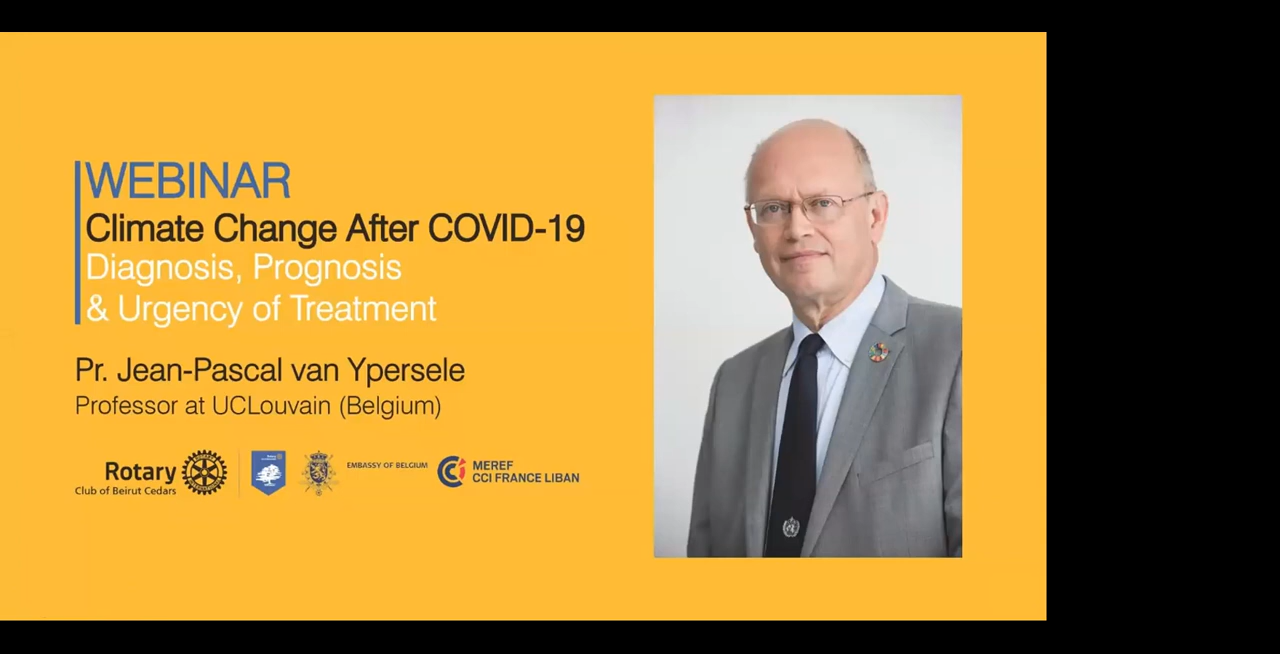 WEBINAR
Climate Change After COVID-19
Diagnosis, Prognosis
& Urgency of Treatment
Pr. Jean-Pascal van Ypersele
Professor at UCLouvain (Belgium)
Rotary
Club of Beirut Cedars
EMBASSY OF BELGIUM
MEREF
CCI FRANCE LIBAN